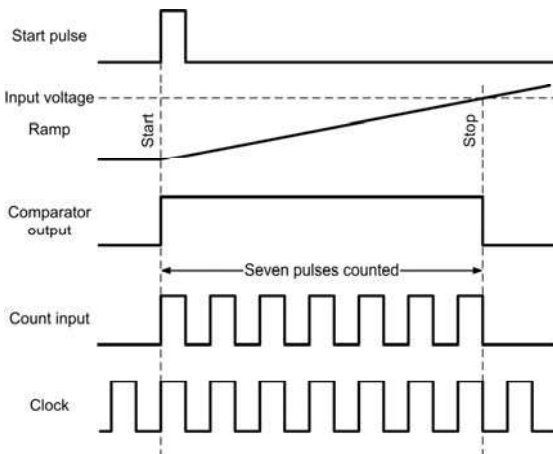 Start pulse
Input voltage
Ramp
Start
Stop
Comparator
output
Seven pulses counted
Count input
Clock